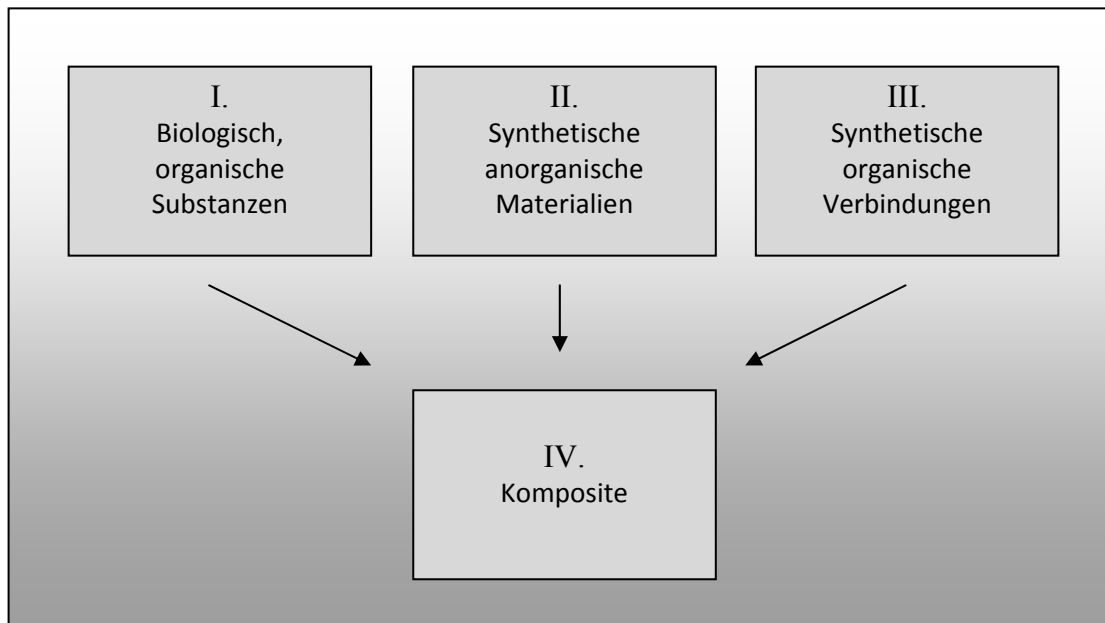 I.
Biologisch,
organische
Substanzen
II.
Synthetische
anorganische
Materialien
III.
Synthetische
organische
Verbindungen
IV.
Komposite